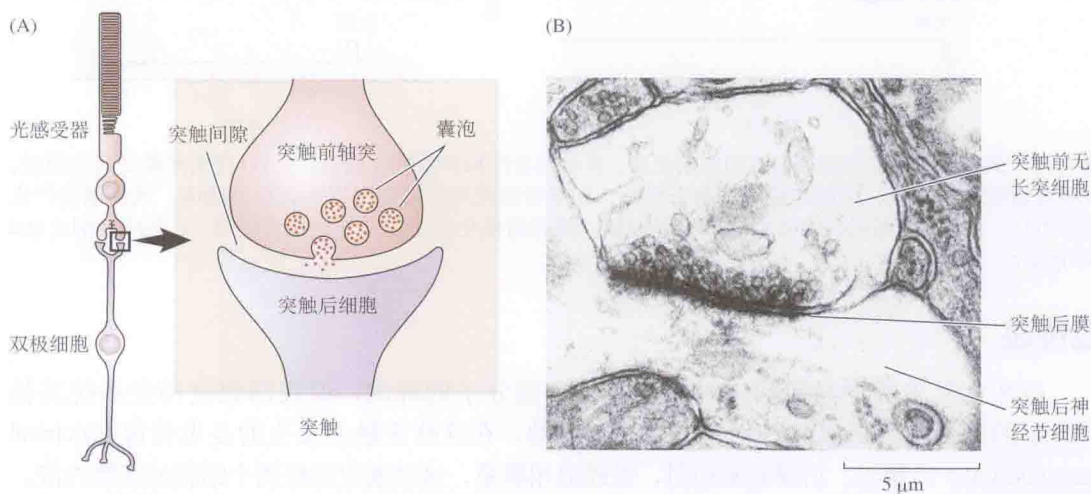 (A)
光感受器
双极细胞
突触间隙
突触前轴突
囊泡
突触后细胞
突触
(B)
突触前无
长突细胞
突触后膜
突触后神
经节细胞
5 μm